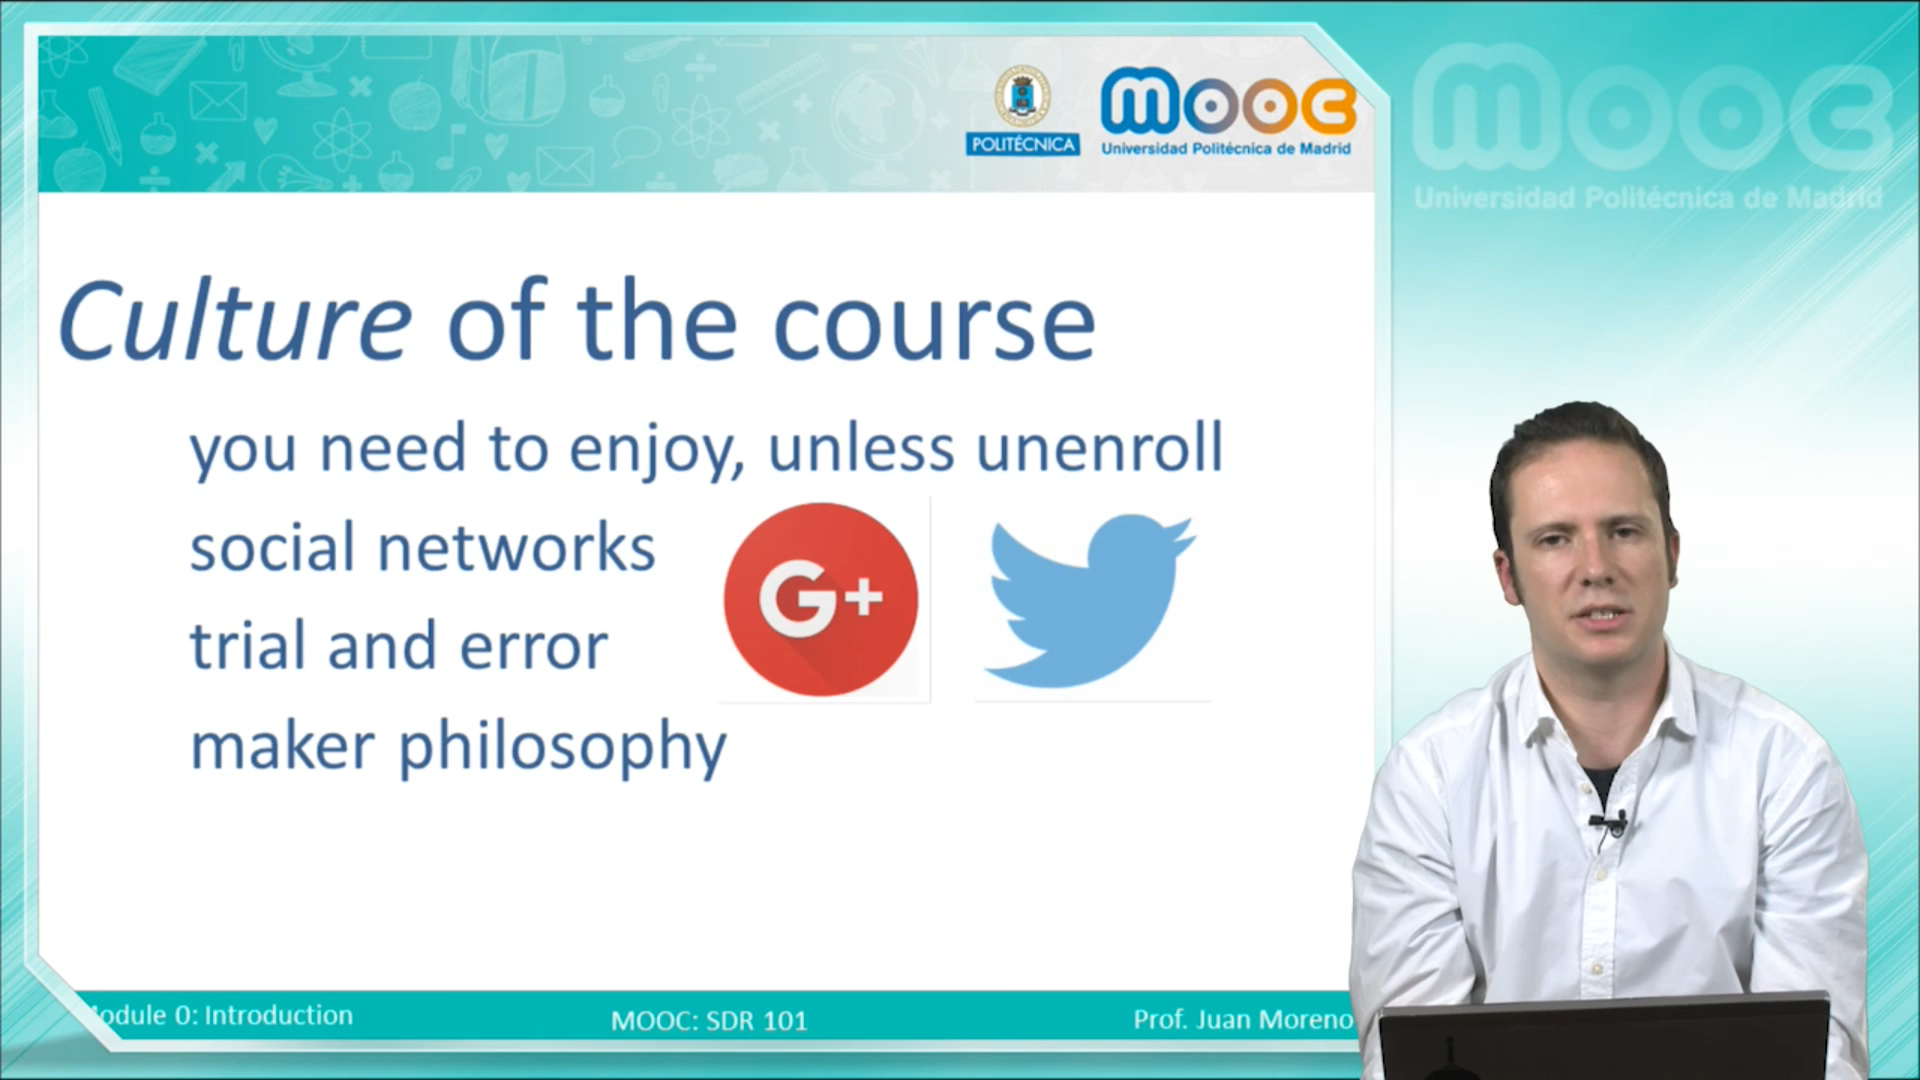 POLITÉCNICA
mooc
Universidad Politécnica de Madrid
mooc
Universidad Politécnica de Madrid
Culture of the course
you need to enjoy, unless unenroll
social networks
G+
trial and error
maker philosophy
Module 0: Introduction
MOOC: SDR 101
Prof. Juan Moreno